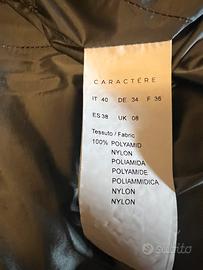 CARACTÈRE
IT 40 DE 34 F 36
ES 38 UK 08
Tessuto / Fabric
100% POLYAMID
NYLON
POLIAMIDA
POLYAMIDE
POLIAMMIDICA
NYLON
NYLON
subito